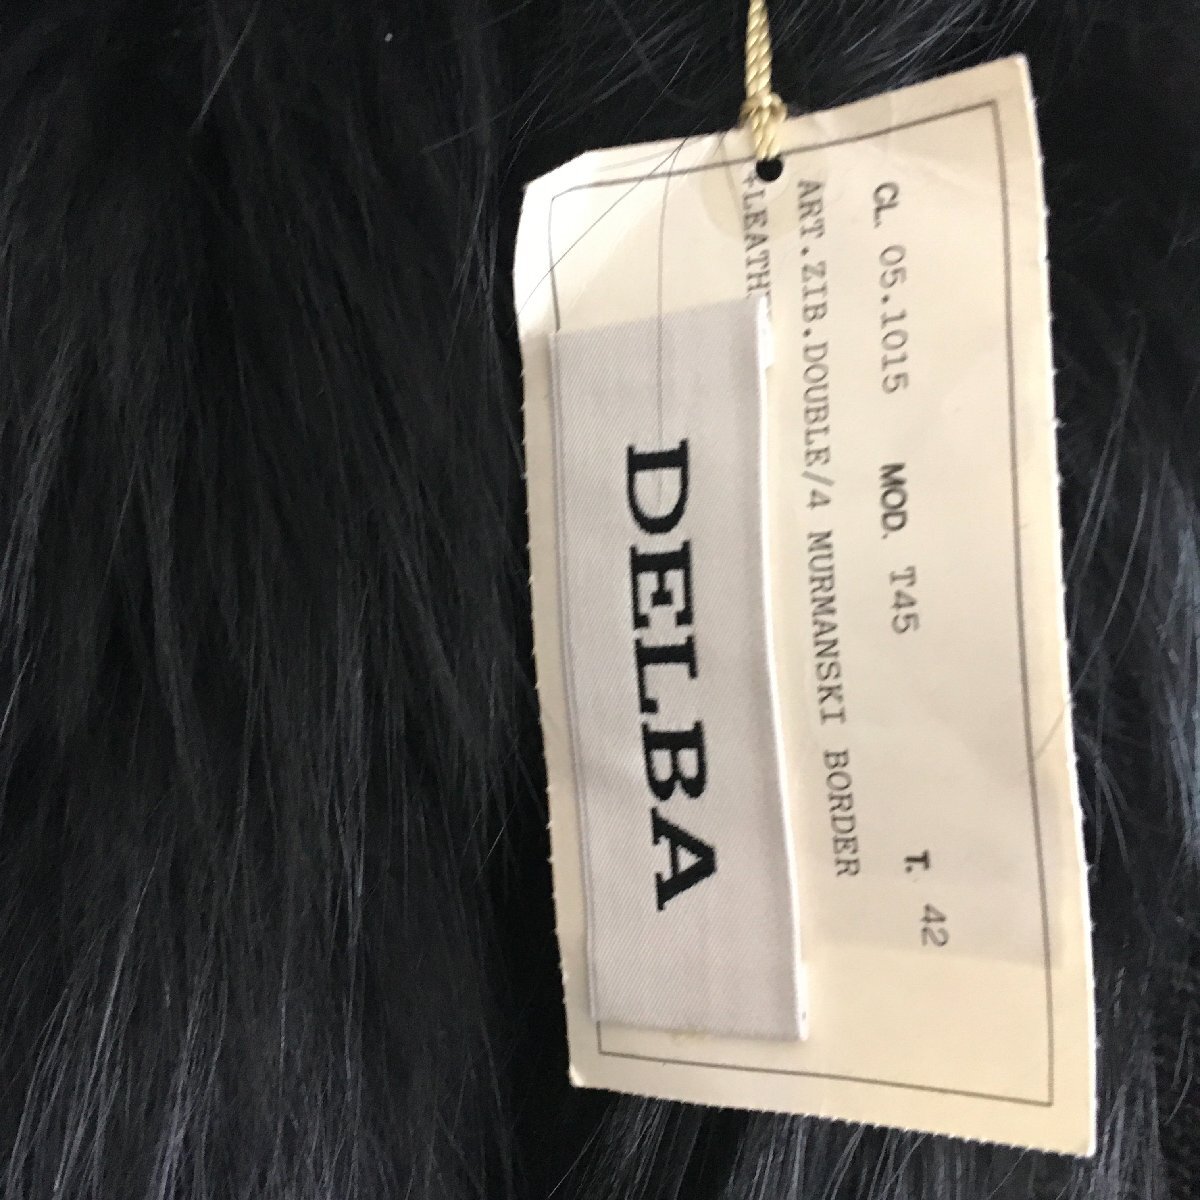 CL. 05.1015 MOD. T45 T. 42
ART.ZIB.DOUBLE/4 MURMANSKI BORDER
DELBA